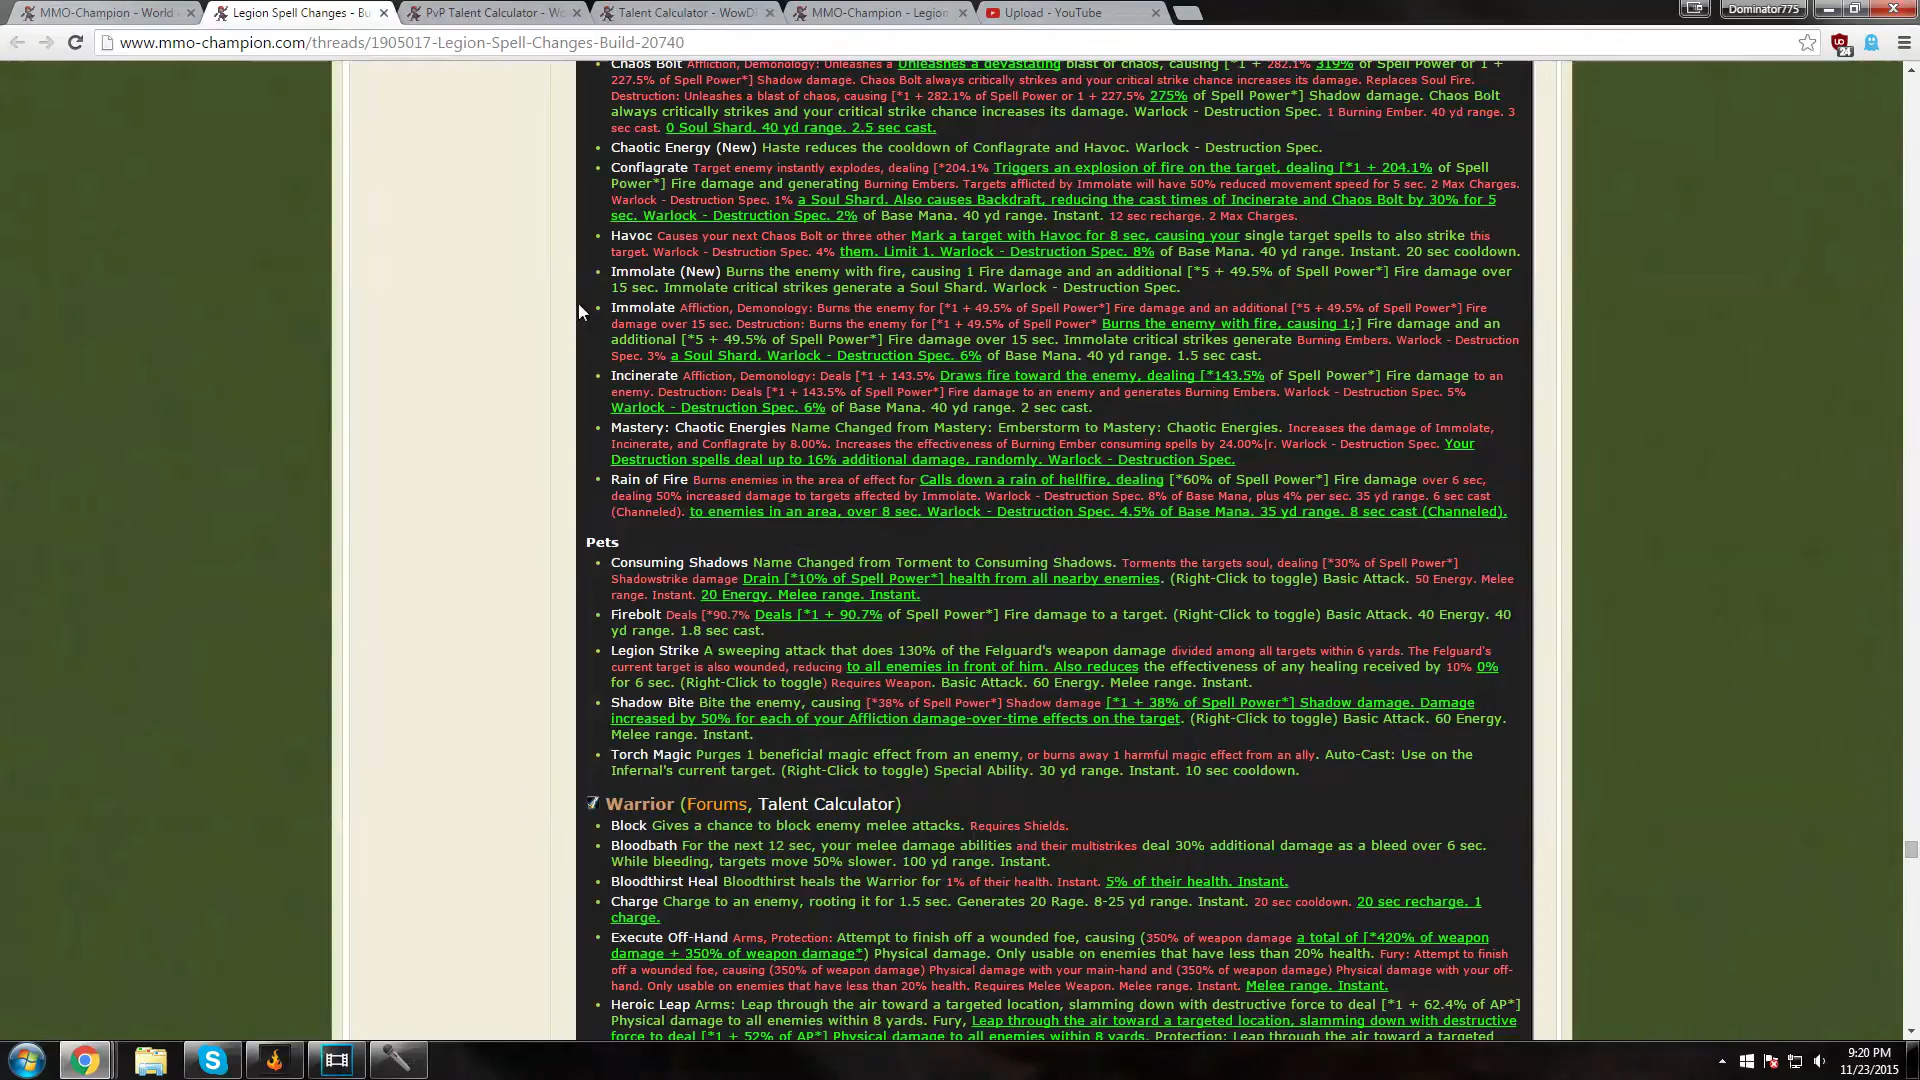 MMO-Champion - World
Legion Spell Changes - Bu
PvP Talent Calculator - Wo
Talent Calculator - WowDB
MMO-Champion - Legion
Upload - YouTube
Dominator775
www.mmo-champion.com/threads/1905017-Legion-Spell-Changes-Build-20740
24
Chaos Bolt Affliction, Demonology: Unleashes a Unleashes a devastating blast of chaos, causing [*1 + 282.1% 319% of Spell Power or 1 +
227.5% of Spell Power*] Shadow damage. Chaos Bolt always critically strikes and your critical strike chance increases its damage. Replaces Soul Fire.
Destruction: Unleashes a blast of chaos, causing [*1 + 282.1% of Spell Power or 1 + 227.5% 275% of Spell Power*] Shadow damage. Chaos Bolt
always critically strikes and your critical strike chance increases its damage. Warlock - Destruction Spec. 1 Burning Ember. 40 yd range. 3
sec cast. 0 Soul Shard. 40 yd range. 2.5 sec cast.
• Chaotic Energy (New) Haste reduces the cooldown of Conflagrate and Havoc. Warlock - Destruction Spec.
• Conflagrate Target enemy instantly explodes, dealing [*204.1% Triggers an explosion of fire on the target, dealing [*1 + 204.1% of Spell
Power*] Fire damage and generating Burning Embers. Targets afflicted by Immolate will have 50% reduced movement speed for 5 sec. 2 Max Charges.
Warlock - Destruction Spec. 1% a Soul Shard. Also causes Backdraft, reducing the cast times of Incinerate and Chaos Bolt by 30% for 5
sec. Warlock - Destruction Spec. 2% of Base Mana. 40 yd range. Instant. 12 sec recharge. 2 Max Charges.
• Havoc Causes your next Chaos Bolt or three other Mark a target with Havoc for 8 sec, causing your single target spells to also strike this
target. Warlock - Destruction Spec. 4% them. Limit 1. Warlock - Destruction Spec. 8% of Base Mana. 40 yd range. Instant. 20 sec cooldown.
• Immolate (New) Burns the enemy with fire, causing 1 Fire damage and an additional [*5 + 49.5% of Spell Power*] Fire damage over
15 sec. Immolate critical strikes generate a Soul Shard. Warlock - Destruction Spec.
• Immolate Affliction, Demonology: Burns the enemy for [*1 + 49.5% of Spell Power*] Fire damage and an additional [*5 + 49.5% of Spell Power*] Fire
damage over 15 sec. Destruction: Burns the enemy for [*1 + 49.5% of Spell Power* Burns the enemy with fire, causing 1;] Fire damage and an
additional [*5 + 49.5% of Spell Power*] Fire damage over 15 sec. Immolate critical strikes generate Burning Embers. Warlock - Destruction
Spec. 3% a Soul Shard. Warlock - Destruction Spec. 6% of Base Mana. 40 yd range. 1.5 sec cast.
• Incinerate Affliction, Demonology: Deals [*1 + 143.5% Draws fire toward the enemy, dealing [*143.5% of Spell Power*] Fire damage to an
enemy. Destruction: Deals [*1 + 143.5% of Spell Power*] Fire damage to an enemy and generates Burning Embers. Warlock - Destruction Spec. 5%
Warlock - Destruction Spec. 6% of Base Mana. 40 yd range. 2 sec cast.
• Mastery: Chaotic Energies Name Changed from Mastery: Emberstorm to Mastery: Chaotic Energies. Increases the damage of Immolate,
Incinerate, and Conflagrate by 8.00%. Increases the effectiveness of Burning Ember consuming spells by 24.00%|r. Warlock - Destruction Spec. Your
Destruction spells deal up to 16% additional damage, randomly. Warlock - Destruction Spec.
• Rain of Fire Burns enemies in the area of effect for Calls down a rain of hellfire, dealing [*60% of Spell Power*] Fire damage over 6 sec,
dealing 50% increased damage to targets affected by Immolate. Warlock - Destruction Spec. 8% of Base Mana, plus 4% per sec. 35 yd range. 6 sec cast
(Channeled). to enemies in an area, over 8 sec. Warlock - Destruction Spec. 4.5% of Base Mana. 35 yd range. 8 sec cast (Channeled).
Pets
• Consuming Shadows Name Changed from Torment to Consuming Shadows. Torments the targets soul, dealing [*30% of Spell Power*]
Shadowstrike damage Drain [*10% of Spell Power*] health from all nearby enemies. (Right-Click to toggle) Basic Attack. 50 Energy. Melee
range. Instant. 20 Energy. Melee range. Instant.
• Firebolt Deals [*90.7% Deals [*1 + 90.7% of Spell Power*] Fire damage to a target. (Right-Click to toggle) Basic Attack. 40 Energy. 40
yd range. 1.8 sec cast.
• Legion Strike A sweeping attack that does 130% of the Felguard's weapon damage divided among all targets within 6 yards. The Felguard's
current target is also wounded, reducing to all enemies in front of him. Also reduces the effectiveness of any healing received by 10% 0%
for 6 sec. (Right-Click to toggle) Requires Weapon. Basic Attack. 60 Energy. Melee range. Instant.
• Shadow Bite Bite the enemy, causing [*38% of Spell Power*] Shadow damage [*1 + 38% of Spell Power*] Shadow damage. Damage
increased by 50% for each of your Affliction damage-over-time effects on the target. (Right-Click to toggle) Basic Attack. 60 Energy.
Melee range. Instant.
• Torch Magic Purges 1 beneficial magic effect from an enemy, or burns away 1 harmful magic effect from an ally. Auto-Cast: Use on the
Infernal's current target. (Right-Click to toggle) Special Ability. 30 yd range. Instant. 10 sec cooldown.
Warrior (Forums, Talent Calculator)
• Block Gives a chance to block enemy melee attacks. Requires Shields.
• Bloodbath For the next 12 sec, your melee damage abilities and their multistrikes deal 30% additional damage as a bleed over 6 sec.
While bleeding, targets move 50% slower. 100 yd range. Instant.
• Bloodthirst Heal Bloodthirst heals the Warrior for 1% of their health. Instant. 5% of their health. Instant.
• Charge Charge to an enemy, rooting it for 1.5 sec. Generates 20 Rage. 8-25 yd range. Instant. 20 sec cooldown. 20 sec recharge. 1
charge.
• Execute Off-Hand Arms, Protection: Attempt to finish off a wounded foe, causing (350% of weapon damage a total of [*420% of weapon
damage + 350% of weapon damage*) Physical damage. Only usable on enemies that have less than 20% health. Fury: Attempt to finish
off a wounded foe, causing (350% of weapon damage) Physical damage with your main-hand and (350% of weapon damage) Physical damage with your off-
hand. Only usable on enemies that have less than 20% health. Requires Melee Weapon. Melee range. Instant. Melee range. Instant.
• Heroic Leap Arms: Leap through the air toward a targeted location, slamming down with destructive force to deal [*1 + 62.4% of AP*]
Physical damage to all enemies within 8 yards. Fury, Leap through the air toward a targeted location, slamming down with destructive
force to deal [*1 + 52% of AP*] Physical damage to all enemies within 8 yards. Protection: Leap through the air toward a targeted
9:20 PM
11/23/2015